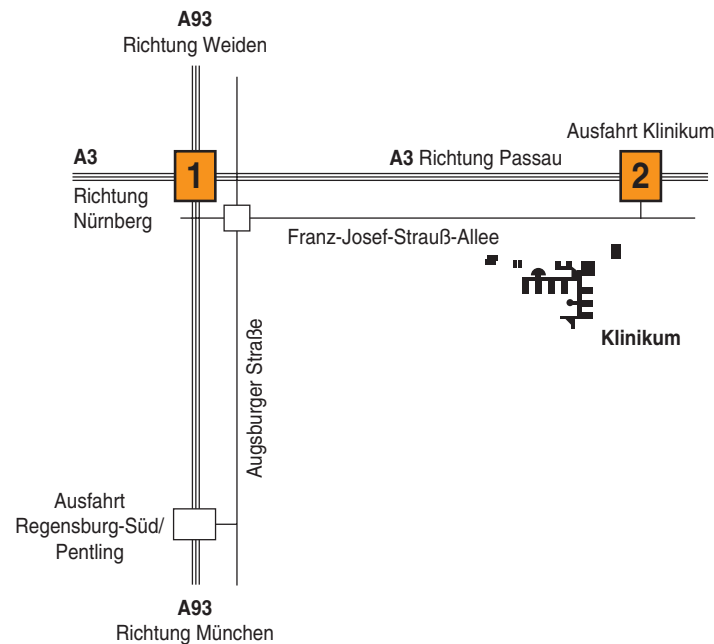 A93
Richtung Weiden
Ausfahrt Klinikum
A3
1
A3 Richtung Passau
2
Richtung
Nürnberg
Franz-Josef-Strauß-Allee
Klinikum
Augsburger Straße
Ausfahrt
Regensburg-Süd/
Pentling
A93
Richtung München